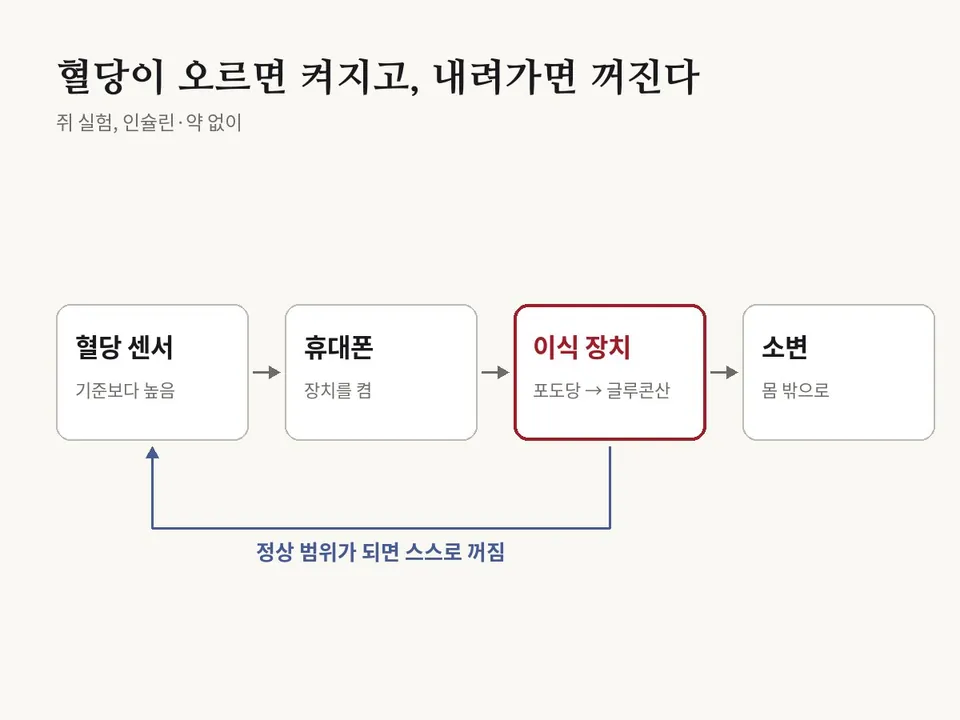 혈당이 오르면 켜지고, 내려가면 꺼진다
쥐 실험, 인슐린·약 없이
혈당 센서
기준보다 높음
휴대폰
장치를 켬
이식 장치
포도당 → 글루콘산
소변
몸 밖으로
정상 범위가 되면 스스로 꺼짐